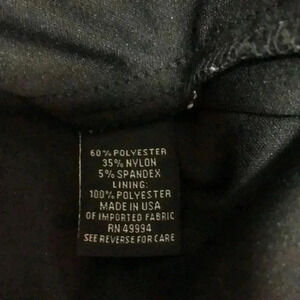 60% POLYESTER
35% NYLON
5% SPANDEX
LINING:
100% POLYESTER
MADE IN USA
OF IMPORTED FABRIC
RN 49994
SEE REVERSE FOR CARE